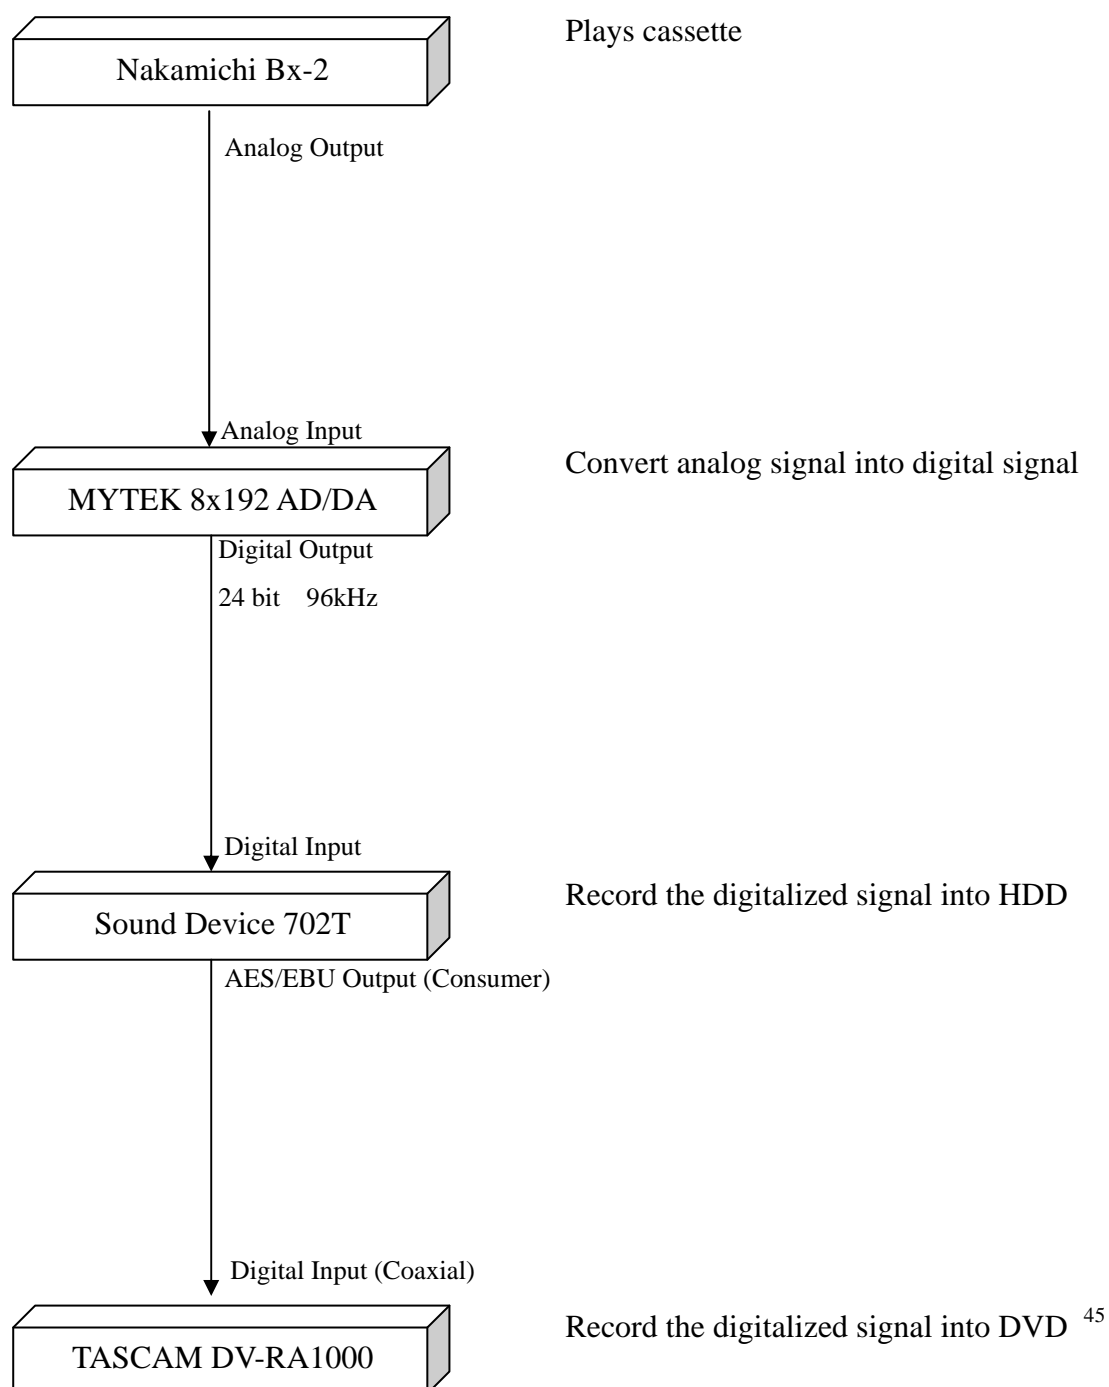 Plays cassette
Nakamichi Bx-2
Analog Output
Analog Input
Convert analog signal into digital signal
MYTEK 8x192 AD/DA
Digital Output
24 bit 96kHz
Digital Input
Record the digitalized signal into HDD
Sound Device 702T
AES/EBU Output (Consumer)
Digital Input (Coaxial)
Record the digitalized signal into DVD 45
TASCAM DV-RA1000